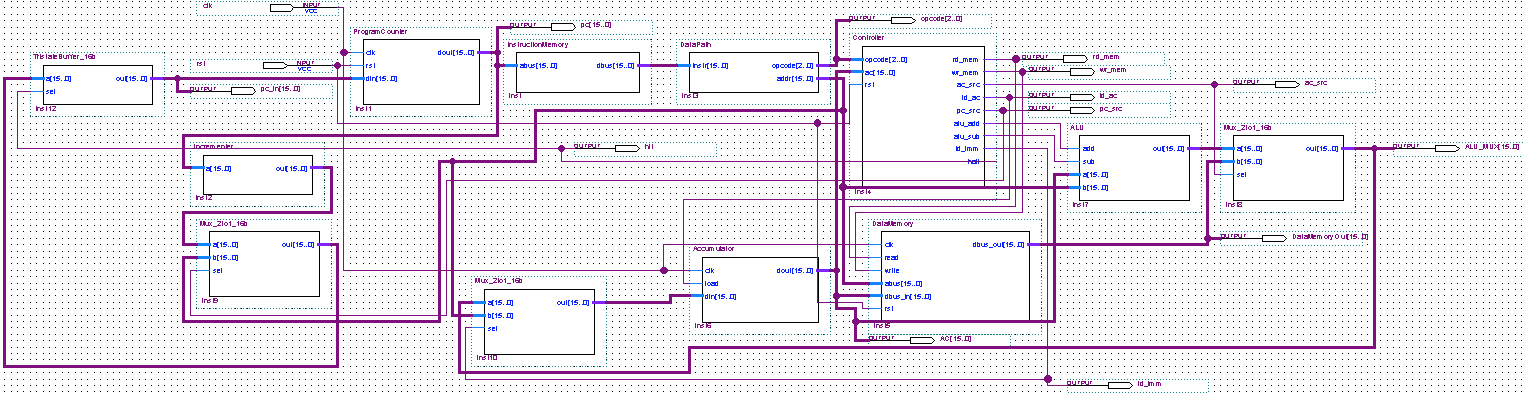 clk
INPUT
VCC
rst
INPUT
VCC
TristateBuffer_16b
a[15..0]
out[15..0]
sel
inst12
OUTPUT
pc_in[15..0]
ProgramCounter
clk
dout[15..0]
rst
din[15..0]
inst1
OUTPUT
pc[15..0]
InstructionMemory
abus[15..0]
dbus[15..0]
inst
DataPath
instr[15..0]
opcode[2..0]
addr[15..0]
inst3
OUTPUT
opcode[2..0]
Controller
opcode[2..0]
rd_mem
ac[15..0]
wr_mem
rst
ac_src
ld_ac
pc_src
alu_add
alu_sub
ld_imm
halt
inst4
OUTPUT
rd_mem
OUTPUT
wr_mem
OUTPUT
ac_src
OUTPUT
ld_ac
OUTPUT
pc_src
ALU
add
out[15..0]
sub
a[15..0]
b[15..0]
inst7
Mux_2to1_16b
a[15..0]
out[15..0]
b[15..0]
sel
inst8
OUTPUT
ALU_MUX[15..0]
OUTPUT
hlt
Incrementer
a[15..0]
out[15..0]
inst2
Mux_2to1_16b
a[15..0]
out[15..0]
b[15..0]
sel
inst9
Mux_2to1_16b
a[15..0]
out[15..0]
b[15..0]
sel
inst10
Accumulator
clk
dout[15..0]
load
din[15..0]
inst6
DataMemory
clk
dbus_out[15..0]
read
write
abus[15..0]
dbus_in[15..0]
rst
inst5
OUTPUT
DataMemory Out[15..0]
OUTPUT
AC[15..0]
OUTPUT
ld_imm